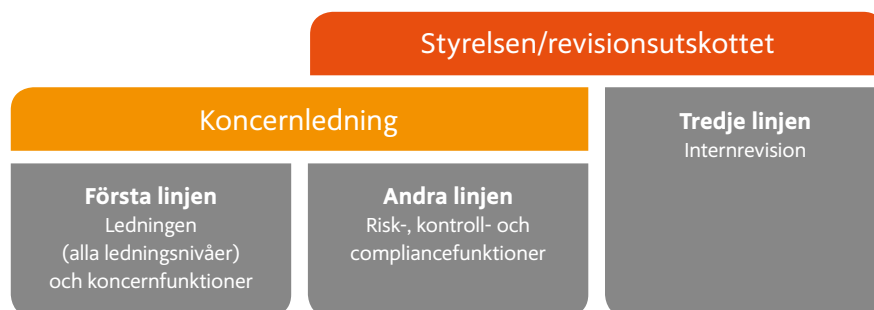 Styrelsen/revisionsutskottet
Koncernledning
Första linjen
Ledningen
(alla ledningsnivåer)
och koncernfunktioner
Andra linjen
Risk-, kontroll- och
compliancefunktioner
Tredje linjen
Internrevision